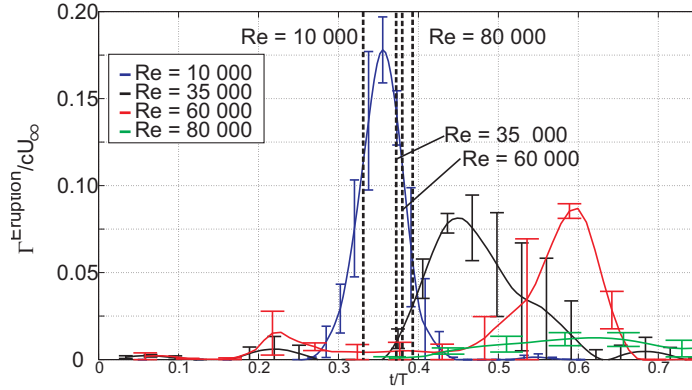 0.20
Re = 10 000
Re = 80 000
Re = 10 000
Re = 35 000
Re = 60 000
Re = 80 000
0.15
Re = 35 000
Re = 60 000
0.10
0.05
0
Γ^Eruption/cU∞
0 0.1 0.2 0.3 0.4 0.5 0.6 0.7
t/T